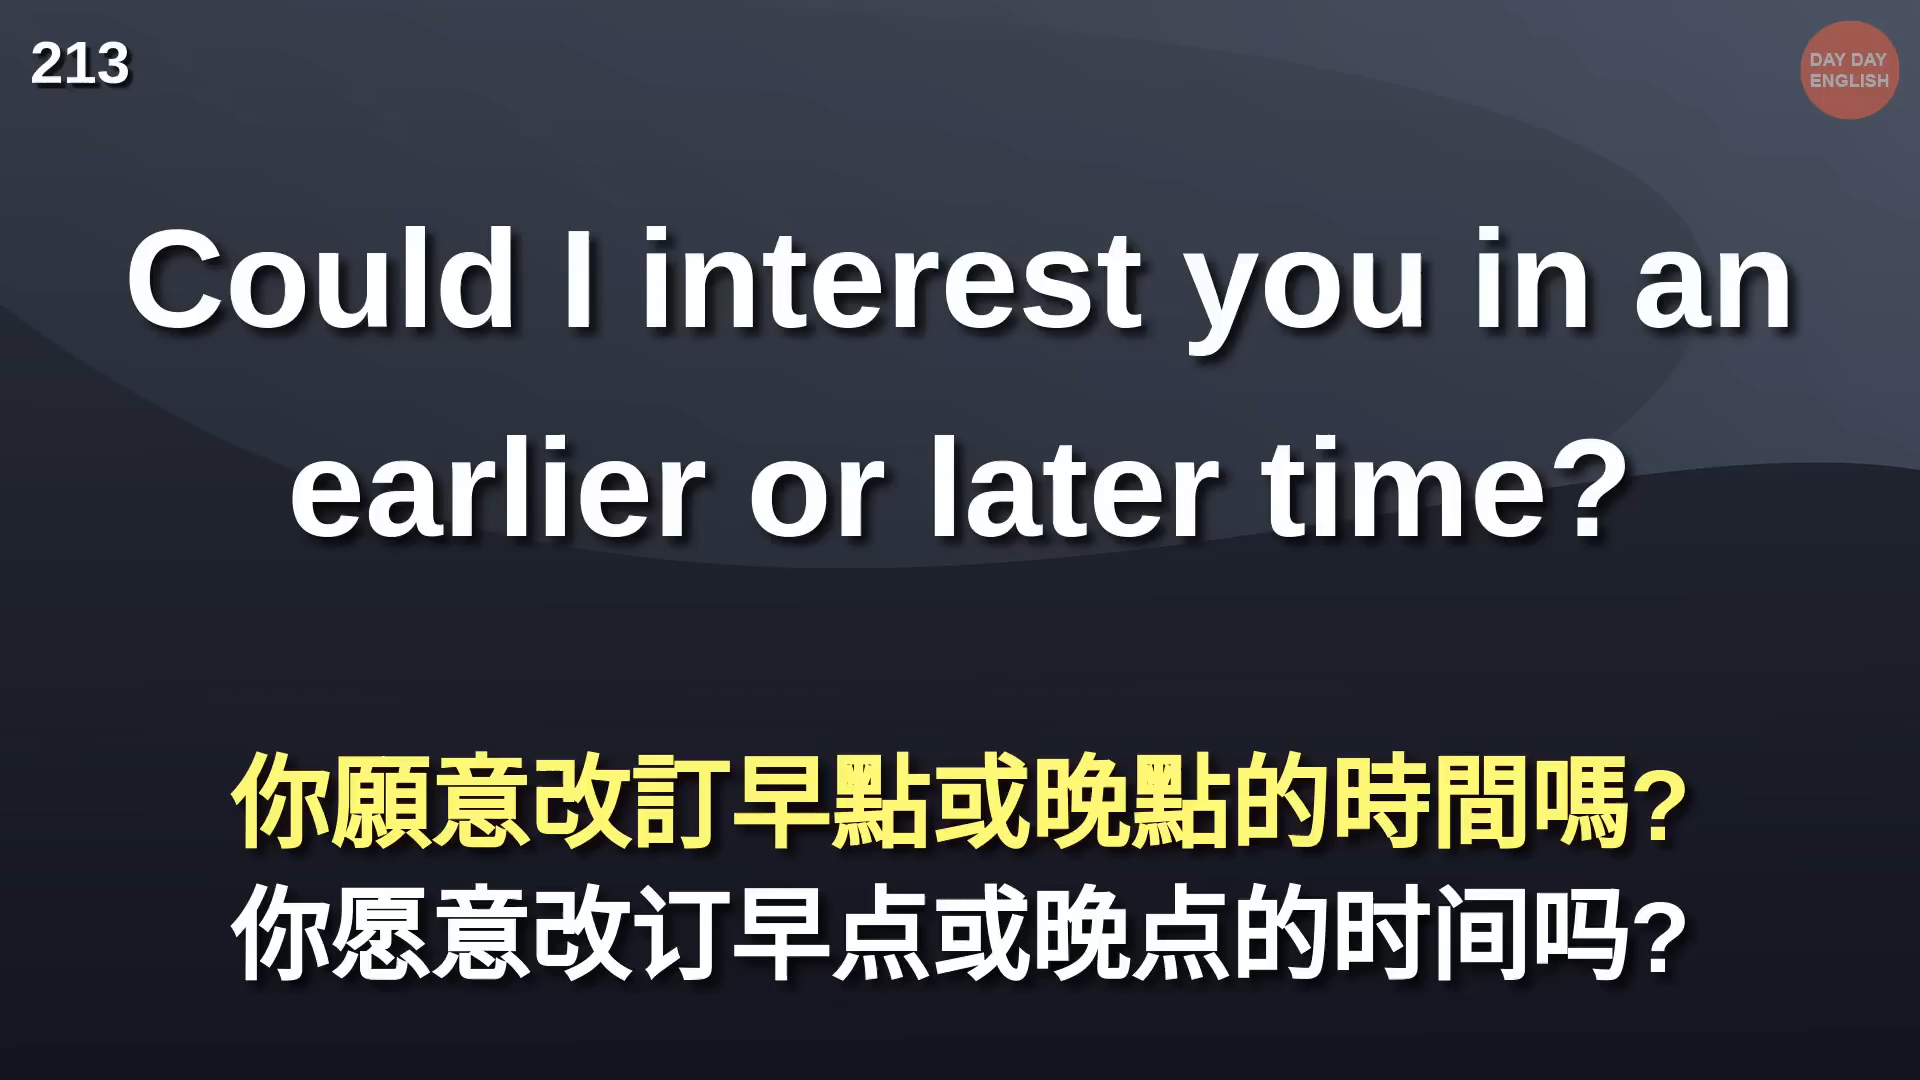 213
DAY DAY
ENGLISH
Could I interest you in an
earlier or later time?
你願意改訂早點或晚點的時間嗎?
你愿意改订早点或晚点的时间吗?